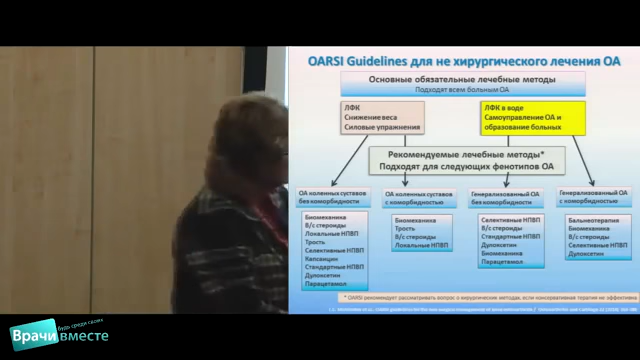 OARSI Guidelines для не хирургического лечения ОА
Основные обязательные лечебные методы
Подходят всем больным ОА
ЛФК
Снижение веса
Силовые упражнения
ЛФК в воде
Самоуправление ОА и
образование больных
Рекомендуемые лечебные методы*
Подходят для следующих фенотипов ОА
ОА коленных суставов
без коморбидности
ОА коленных суставов
с коморбидностью
Генерализованный ОА
без коморбидности
Генерализованный ОА
с коморбидностью
Биомеханика
В/с стероиды
Локальные НПВП
Трость
Селективные НПВП
Капсаицин
Стандартные НПВП
Дулоксетин
Парацетамол
Биомеханика
Трость
В/с стероиды
Локальные НПВП
Селективные НПВП
В/с стероиды
Стандартные НПВП
Дулоксетин
Биомеханика
Парацетамол
Бальнеотерапия
Биомеханика
В/с стероиды
Селективные НПВП
Дулоксетин
* OARSI рекомендует рассматривать вопрос о хирургических методах, если консервативная терапия не эффективна
будь среди своих
Врачи вместе